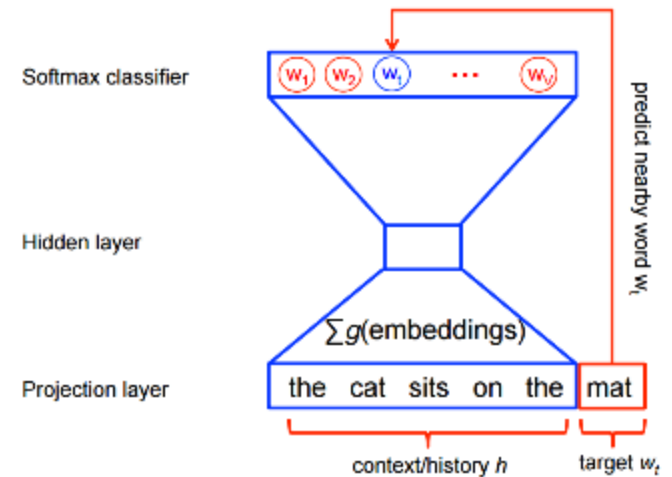 Softmax classifier
w1 w2 wt ... wV
predict nearby word wt
Hidden layer
∑g(embeddings)
Projection layer
the cat sits on the mat
context/history h
target wt